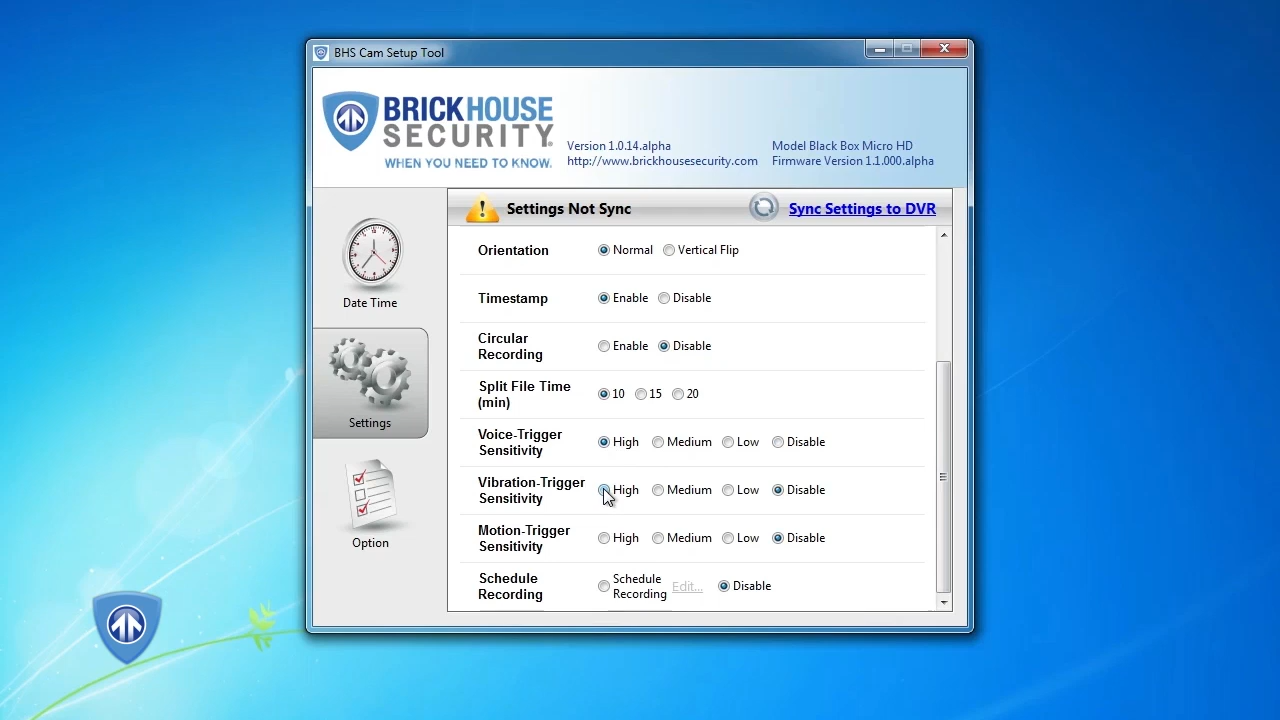 BHS Cam Setup Tool
BRICKHOUSE
SECURITY®
WHEN YOU NEED TO KNOW.
Version 1.0.14.alpha
http://www.brickhousesecurity.com
Model Black Box Micro HD
Firmware Version 1.1.000.alpha
Settings Not Sync
Sync Settings to DVR
Date Time
Settings
Option
Orientation
Normal Vertical Flip
Timestamp
Enable Disable
Circular
Recording
Enable Disable
Split File Time
(min)
10 15 20
Voice-Trigger
Sensitivity
High Medium Low Disable
Vibration-Trigger
Sensitivity
High Medium Low Disable
Motion-Trigger
Sensitivity
High Medium Low Disable
Schedule
Recording
Schedule
Recording Edit... Disable